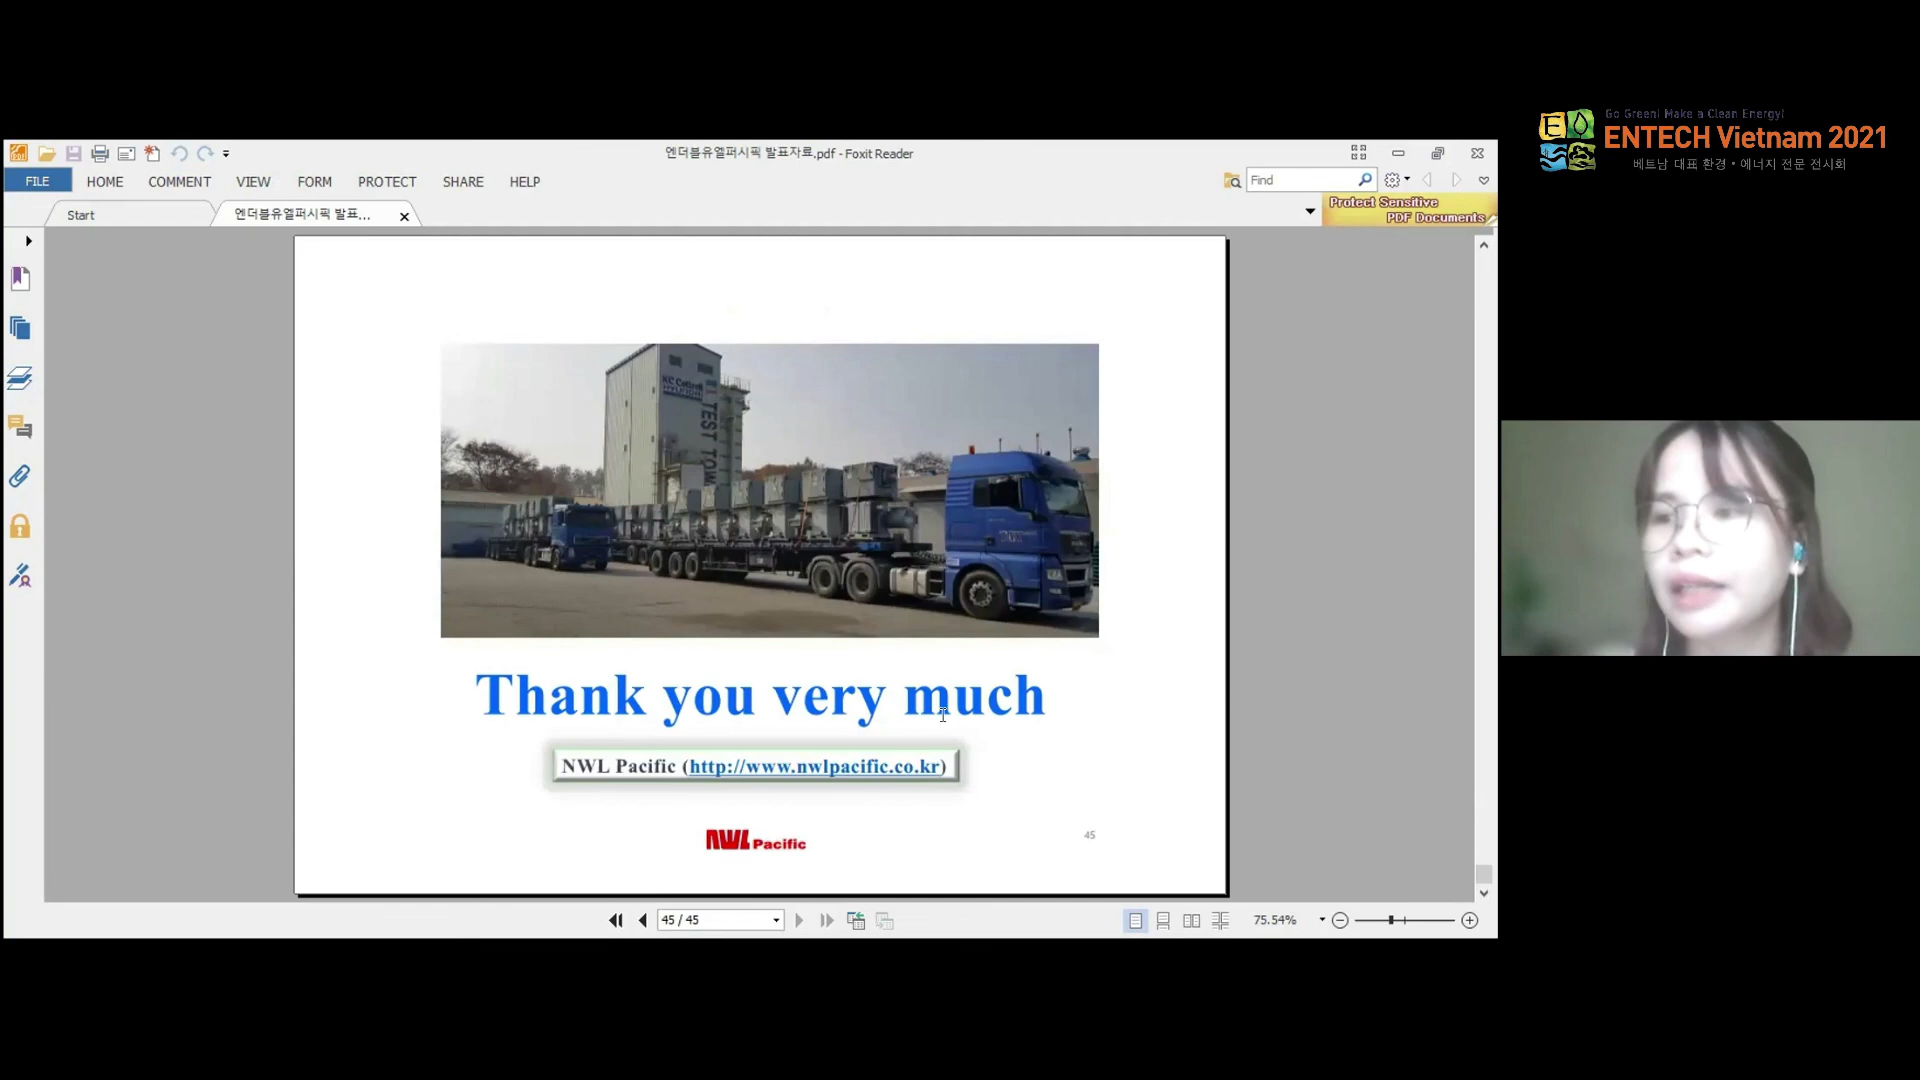 Go Green! Make a Clean Energy!
ENTECH Vietnam 2021
베트남 대표 환경 • 에너지 전문 전시회
엔더블유엘퍼시픽 발표자료.pdf - Foxit Reader
FILE HOME COMMENT VIEW FORM PROTECT SHARE HELP
Find
Start
엔더블유엘퍼시픽 발표...
Protect Sensitive
PDF Documents
KC Cottrell
TEST TOW
Thank you very much
NWL Pacific (http://www.nwlpacific.co.kr)
NWL Pacific
45
45 / 45
75.54%